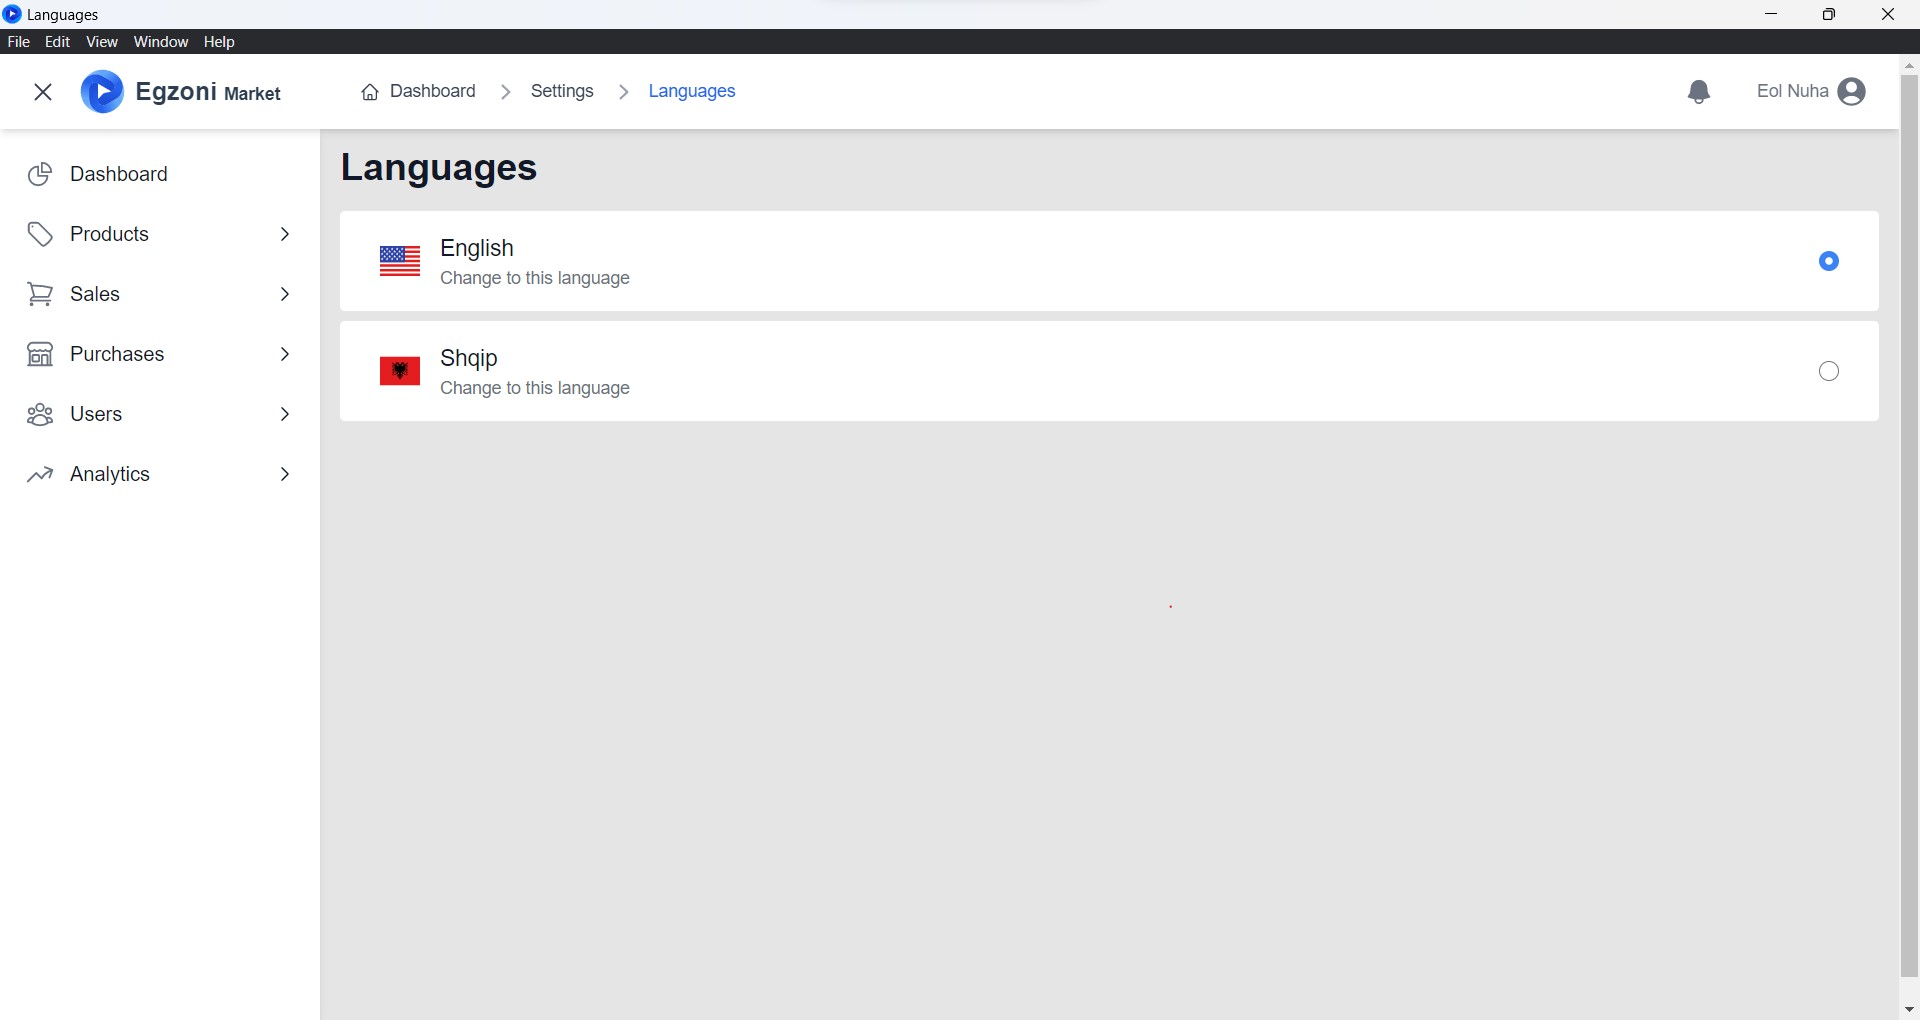 Languages
File Edit View Window Help
Egzoni Market
Dashboard Settings Languages
Eol Nuha
Dashboard
Products
Sales
Purchases
Users
Analytics
Languages
English
Change to this language
Shqip
Change to this language